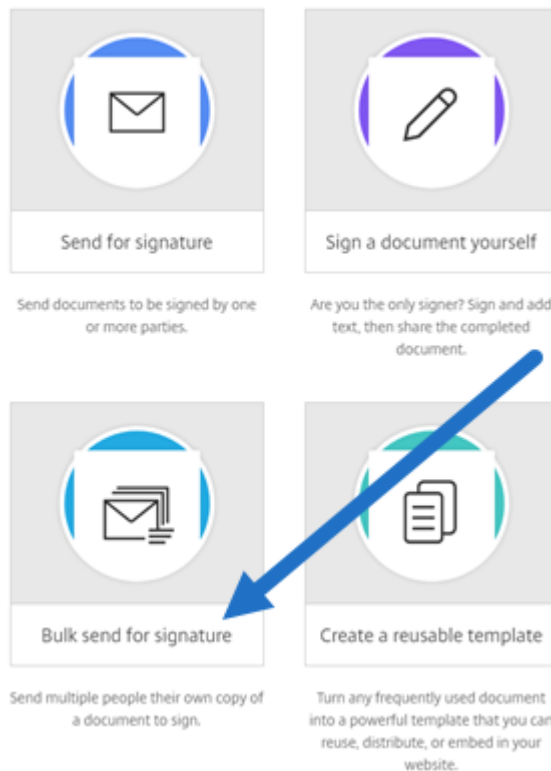 Send for signature
Sign a document yourself
Send documents to be signed by one
or more parties.
Are you the only signer? Sign and add
text, then share the completed
document.
Bulk send for signature
Create a reusable template
Send multiple people their own copy of
a document to sign.
Turn any frequently used document
into a powerful template that you can
reuse, distribute, or embed in your
website.